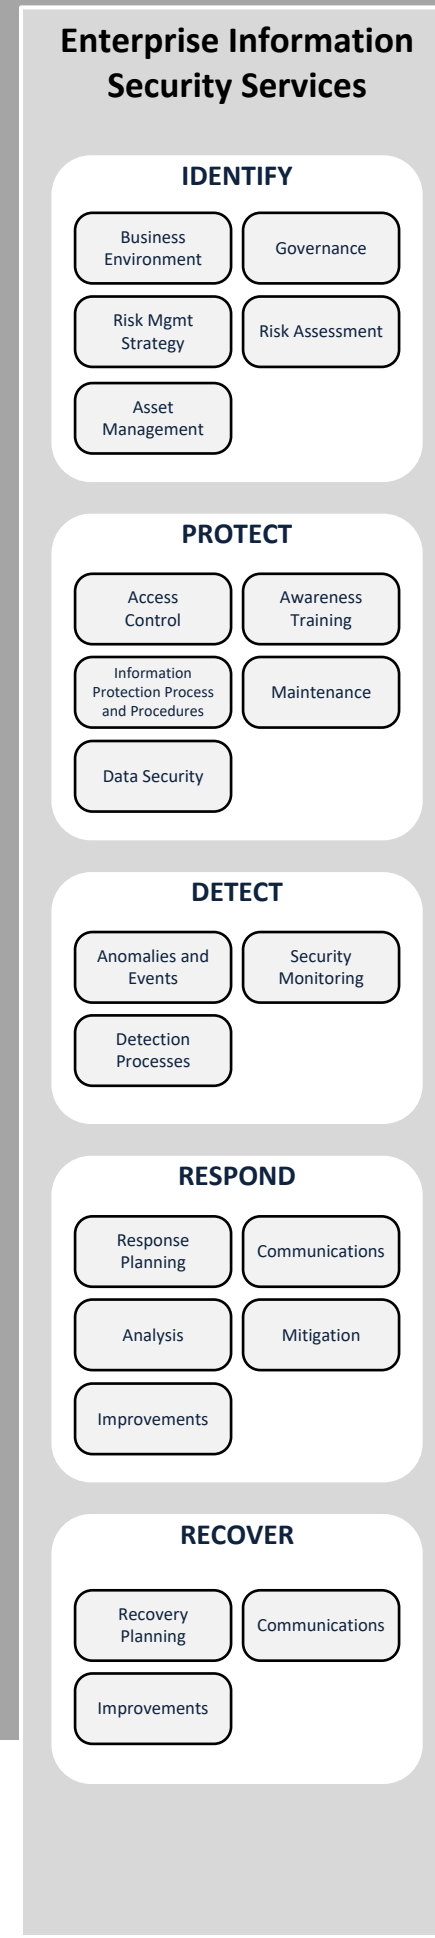 Enterprise Information
Security Services
IDENTIFY
Business
Environment
Governance
Risk Mgmt
Strategy
Risk Assessment
Asset
Management
PROTECT
Access
Control
Awareness
Training
Information
Protection Process
and Procedures
Maintenance
Data Security
DETECT
Anomalies and
Events
Security
Monitoring
Detection
Processes
RESPOND
Response
Planning
Communications
Analysis
Mitigation
Improvements
RECOVER
Recovery
Planning
Communications
Improvements